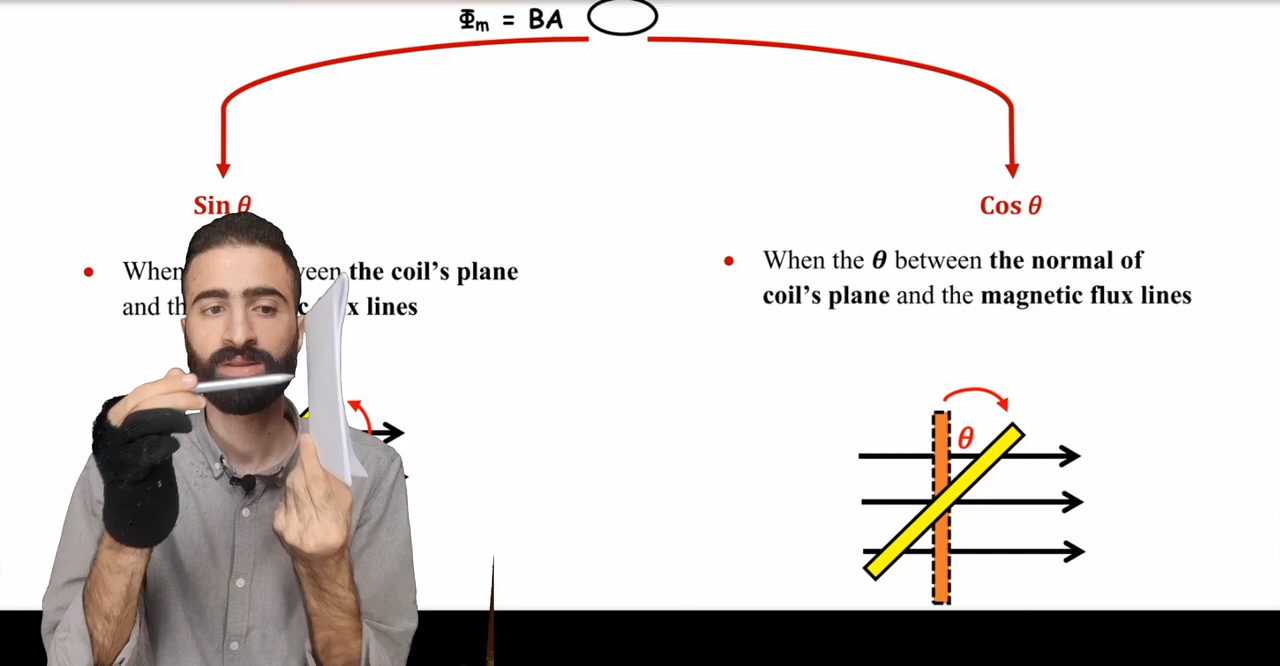 Φm = BA
Sin θ
Cos θ
• When een the coil's plane
and th c x lines
• When the θ between the normal of
coil's plane and the magnetic flux lines
θ